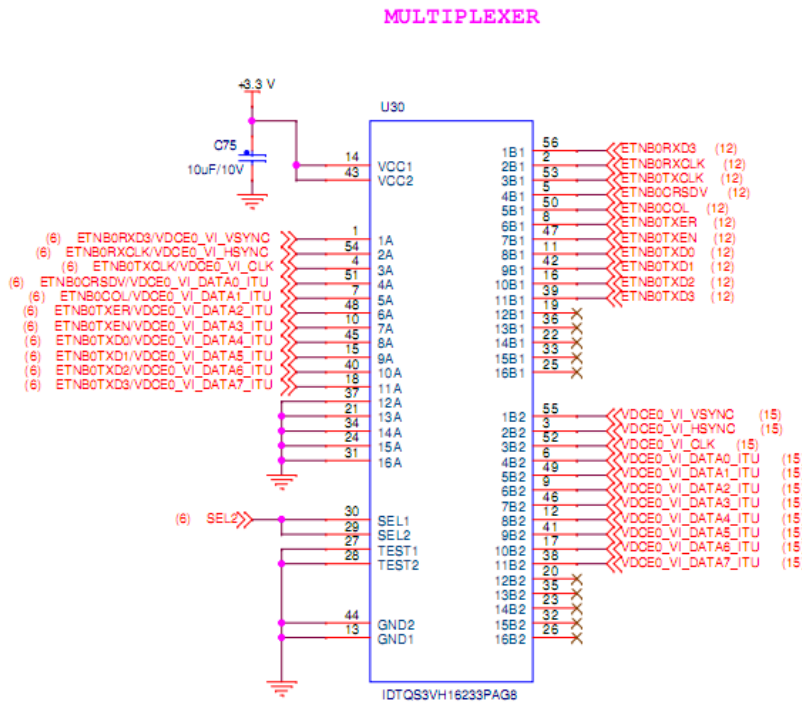 MULTIPLEXER
+3.3 V
U30
C75
10uF/10V
14 VCC1
43 VCC2
(6) ETNB0RXD3/VDCE0_VI_VSYNC 1 1A
(6) ETNB0RXCLK/VDCE0_VI_HSYNC 54 2A
(6) ETNB0TXCLK/VDCE0_VI_CLK 4 3A
(6) ETNB0CRSDV/VDCE0_VI_DATA0_ITU 51 4A
(6) ETNB0COL/VDCE0_VI_DATA1_ITU 7 5A
(6) ETNB0TXER/VDCE0_VI_DATA2_ITU 48 6A
(6) ETNB0TXEN/VDCE0_VI_DATA3_ITU 10 7A
(6) ETNB0TXD0/VDCE0_VI_DATA4_ITU 45 8A
(6) ETNB0TXD1/VDCE0_VI_DATA5_ITU 15 9A
(6) ETNB0TXD2/VDCE0_VI_DATA6_ITU 40 10A
(6) ETNB0TXD3/VDCE0_VI_DATA7_ITU 18 11A
37 12A
21 13A
34 14A
24 15A
31 16A
(6) SEL2 30 SEL1
29 SEL2
27 TEST1
28 TEST2
44 GND2
13 GND1
1B1 56 ETNB0RXD3 (12)
2B1 2 ETNB0RXCLK (12)
3B1 53 ETNB0TXCLK (12)
4B1 5 ETNB0CRSDV (12)
5B1 50 ETNB0COL (12)
6B1 8 ETNB0TXER (12)
7B1 47 ETNB0TXEN (12)
8B1 11 ETNB0TXD0 (12)
9B1 42 ETNB0TXD1 (12)
10B1 16 ETNB0TXD2 (12)
11B1 39 ETNB0TXD3 (12)
12B1 19
13B1 36
14B1 22
15B1 33
16B1 25
1B2 55 VDCE0_VI_VSYNC (15)
2B2 3 VDCE0_VI_HSYNC (15)
3B2 52 VDCE0_VI_CLK (15)
4B2 6 VDCE0_VI_DATA0_ITU (15
5B2 49 VDCE0_VI_DATA1_ITU (15
6B2 9 VDCE0_VI_DATA2_ITU (15
7B2 46 VDCE0_VI_DATA3_ITU (15
8B2 12 VDCE0_VI_DATA4_ITU (15
9B2 41 VDCE0_VI_DATA5_ITU (15
10B2 17 VDCE0_VI_DATA6_ITU (15
11B2 38 VDCE0_VI_DATA7_ITU (15
12B2 20
13B2 35
14B2 23
15B2 32
16B2 26
IDTQS3VH16233PAG8